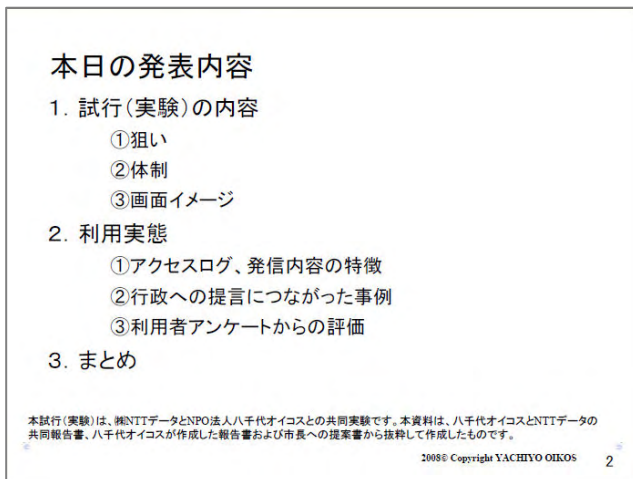 本日の発表内容
1．試行（実験）の内容
①狙い
②体制
③画面イメージ
2．利用実態
①アクセスログ、発信内容の特徴
②行政への提言につながった事例
③利用者アンケートからの評価
3．まとめ
本試行（実験）は、㈱NTTデータとNPO法人八千代オイコスとの共同実験です。本資料は、八千代オイコスとNTTデータの
共同報告書、八千代オイコスが作成した報告書および市長への提案書から抜粋して作成したものです。
2008© Copyright YACHIYO OIKOS 2